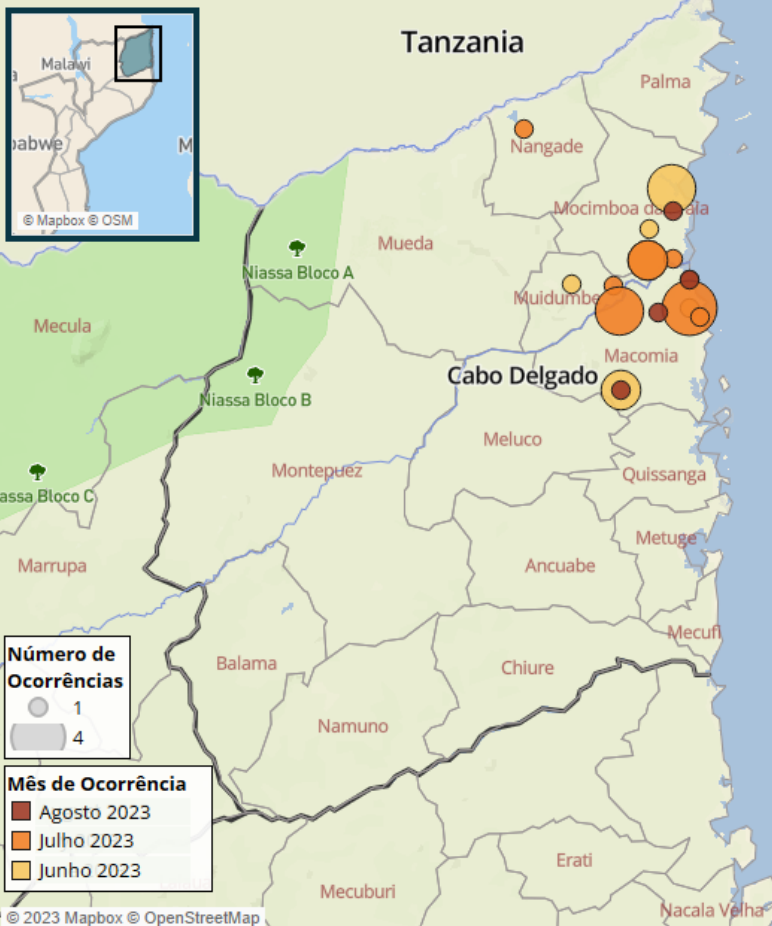 Tanzania
Malawi
abwe
M
© Mapbox © OSM
Palma
Nangade
Mocimboa da Praia
Mueda
Niassa Bloco A
Mecula
Muidumbe
Macomia
Cabo Delgado
Niassa Bloco B
Meluco
Montepuez
Quissanga
assa Bloco C
Metuge
Marrupa
Ancuabe
Mecufi
Número de
Ocorrências
1
4
Balama
Chiure
Namuno
Mês de Ocorrência
Agosto 2023
Julho 2023
Junho 2023
Erati
Mecuburi
Nacala Velha
© 2023 Mapbox © OpenStreetMap